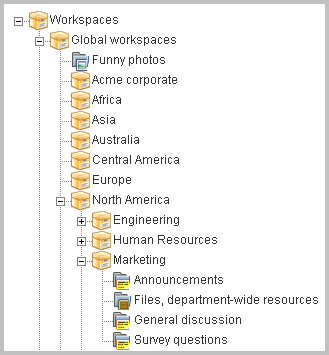 Workspaces
Global workspaces
Funny photos
Acme corporate
Africa
Asia
Australia
Central America
Europe
North America
Engineering
Human Resources
Marketing
Announcements
Files, department-wide resources
General discussion
Survey questions